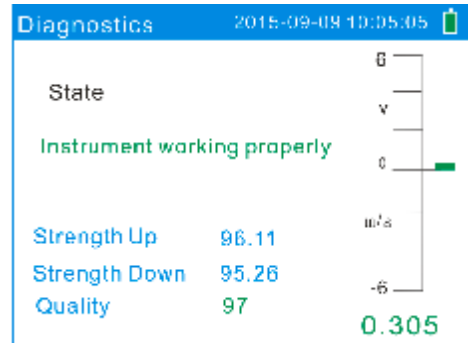 Diagnostics 2015-09-09 10:05:05
6
State
v
Instrument working properly
0
m/s
Strength Up 96.11
Strength Down 95.26
-6
Quality 97
0.305